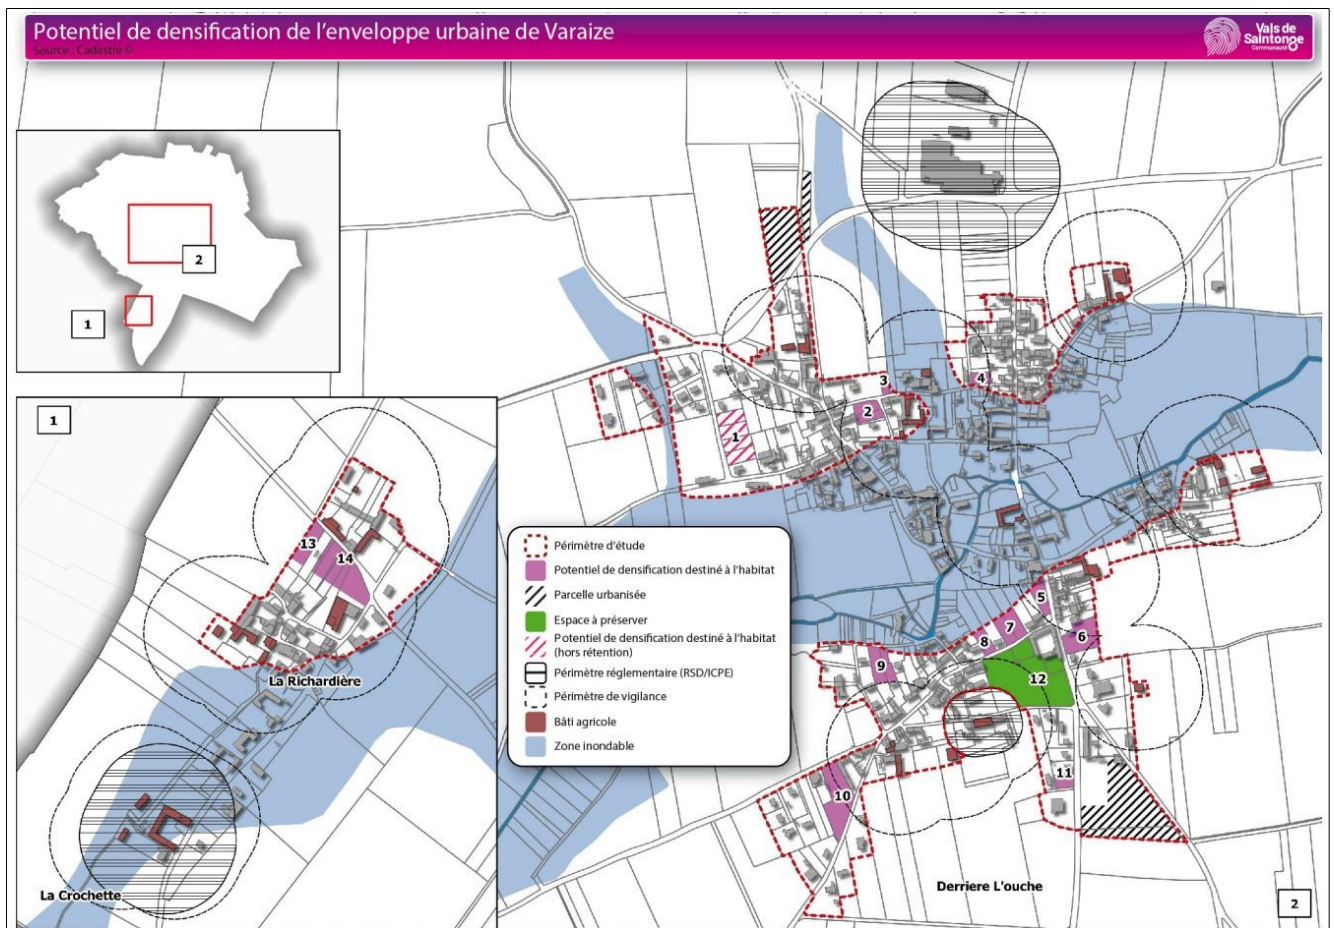 Potentiel de densification de l'enveloppe urbaine de Varaize
Source : Cadastre ©
Vals de
Saintonge
Communauté
2
1
1
13
14
La Richardière
La Crochette
3
4
2
1
5
6
7
8
9
12
10
11
Derriere L'ouche
2
Périmètre d'étude
Potentiel de densification destiné à l'habitat
Parcelle urbanisée
Espace à préserver
Potentiel de densification destiné à l'habitat
(hors rétention)
Périmètre réglementaire (RSD/ICPE)
Périmètre de vigilance
Bâti agricole
Zone inondable